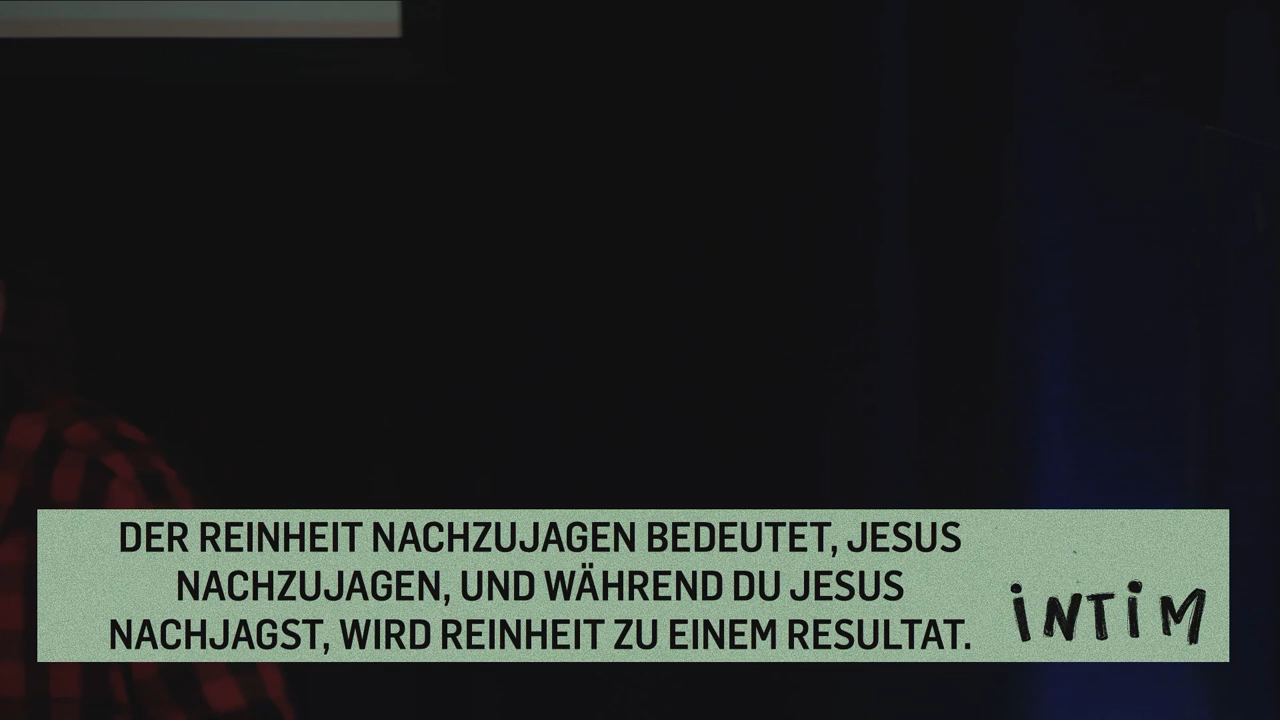 DER REINHEIT NACHZUJAGEN BEDEUTET, JESUS
NACHZUJAGEN, UND WÄHREND DU JESUS
NACHJAGST, WIRD REINHEIT ZU EINEM RESULTAT.
INTIM